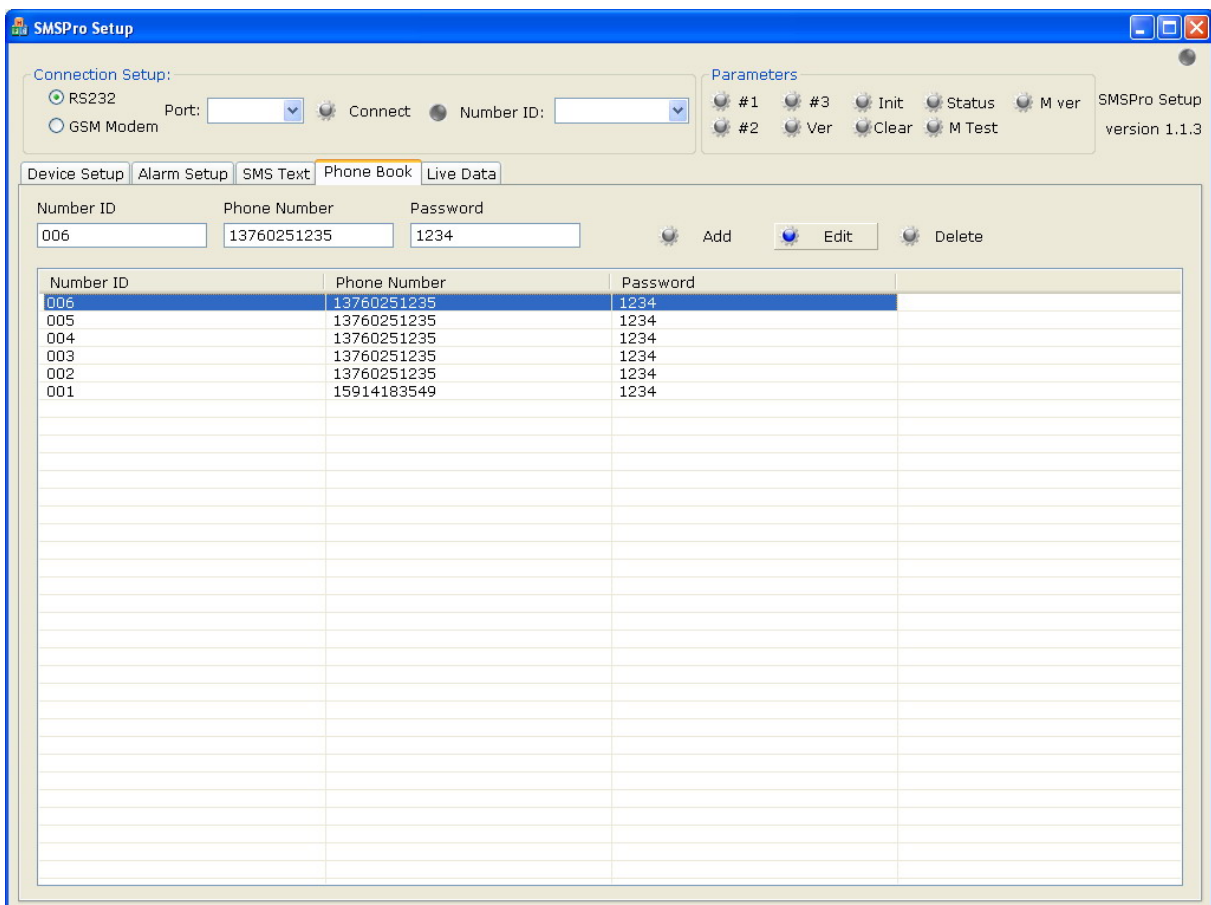 SMSPro Setup
Connection Setup:
RS232
GSM Modem
Port:
Connect
Number ID:
Parameters
#1 #3 Init Status M ver
#2 Ver Clear M Test
SMSPro Setup
version 1.1.3
Device Setup Alarm Setup SMS Text Phone Book Live Data
Number ID Phone Number Password
006 13760251235 1234 Add Edit Delete
Number ID Phone Number Password
006 13760251235 1234
005 13760251235 1234
004 13760251235 1234
003 13760251235 1234
002 13760251235 1234
001 15914183549 1234